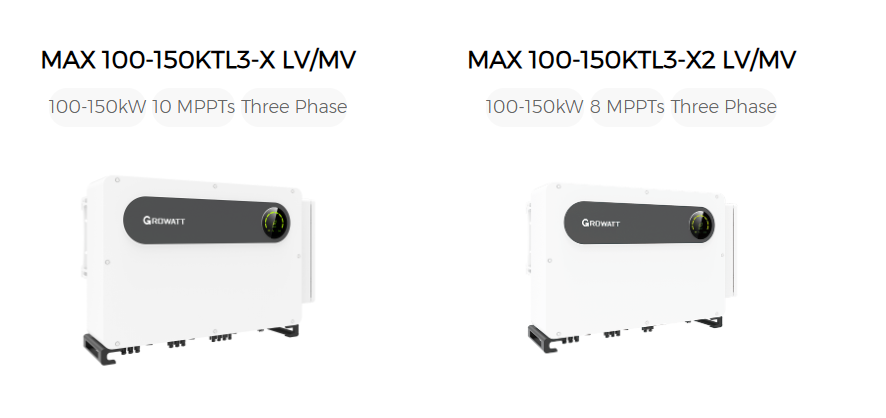 MAX 100-150KTL3-X LV/MV
100-150kW 10 MPPTs Three Phase
GROWATT
MAX 100-150KTL3-X2 LV/MV
100-150kW 8 MPPTs Three Phase
GROWATT